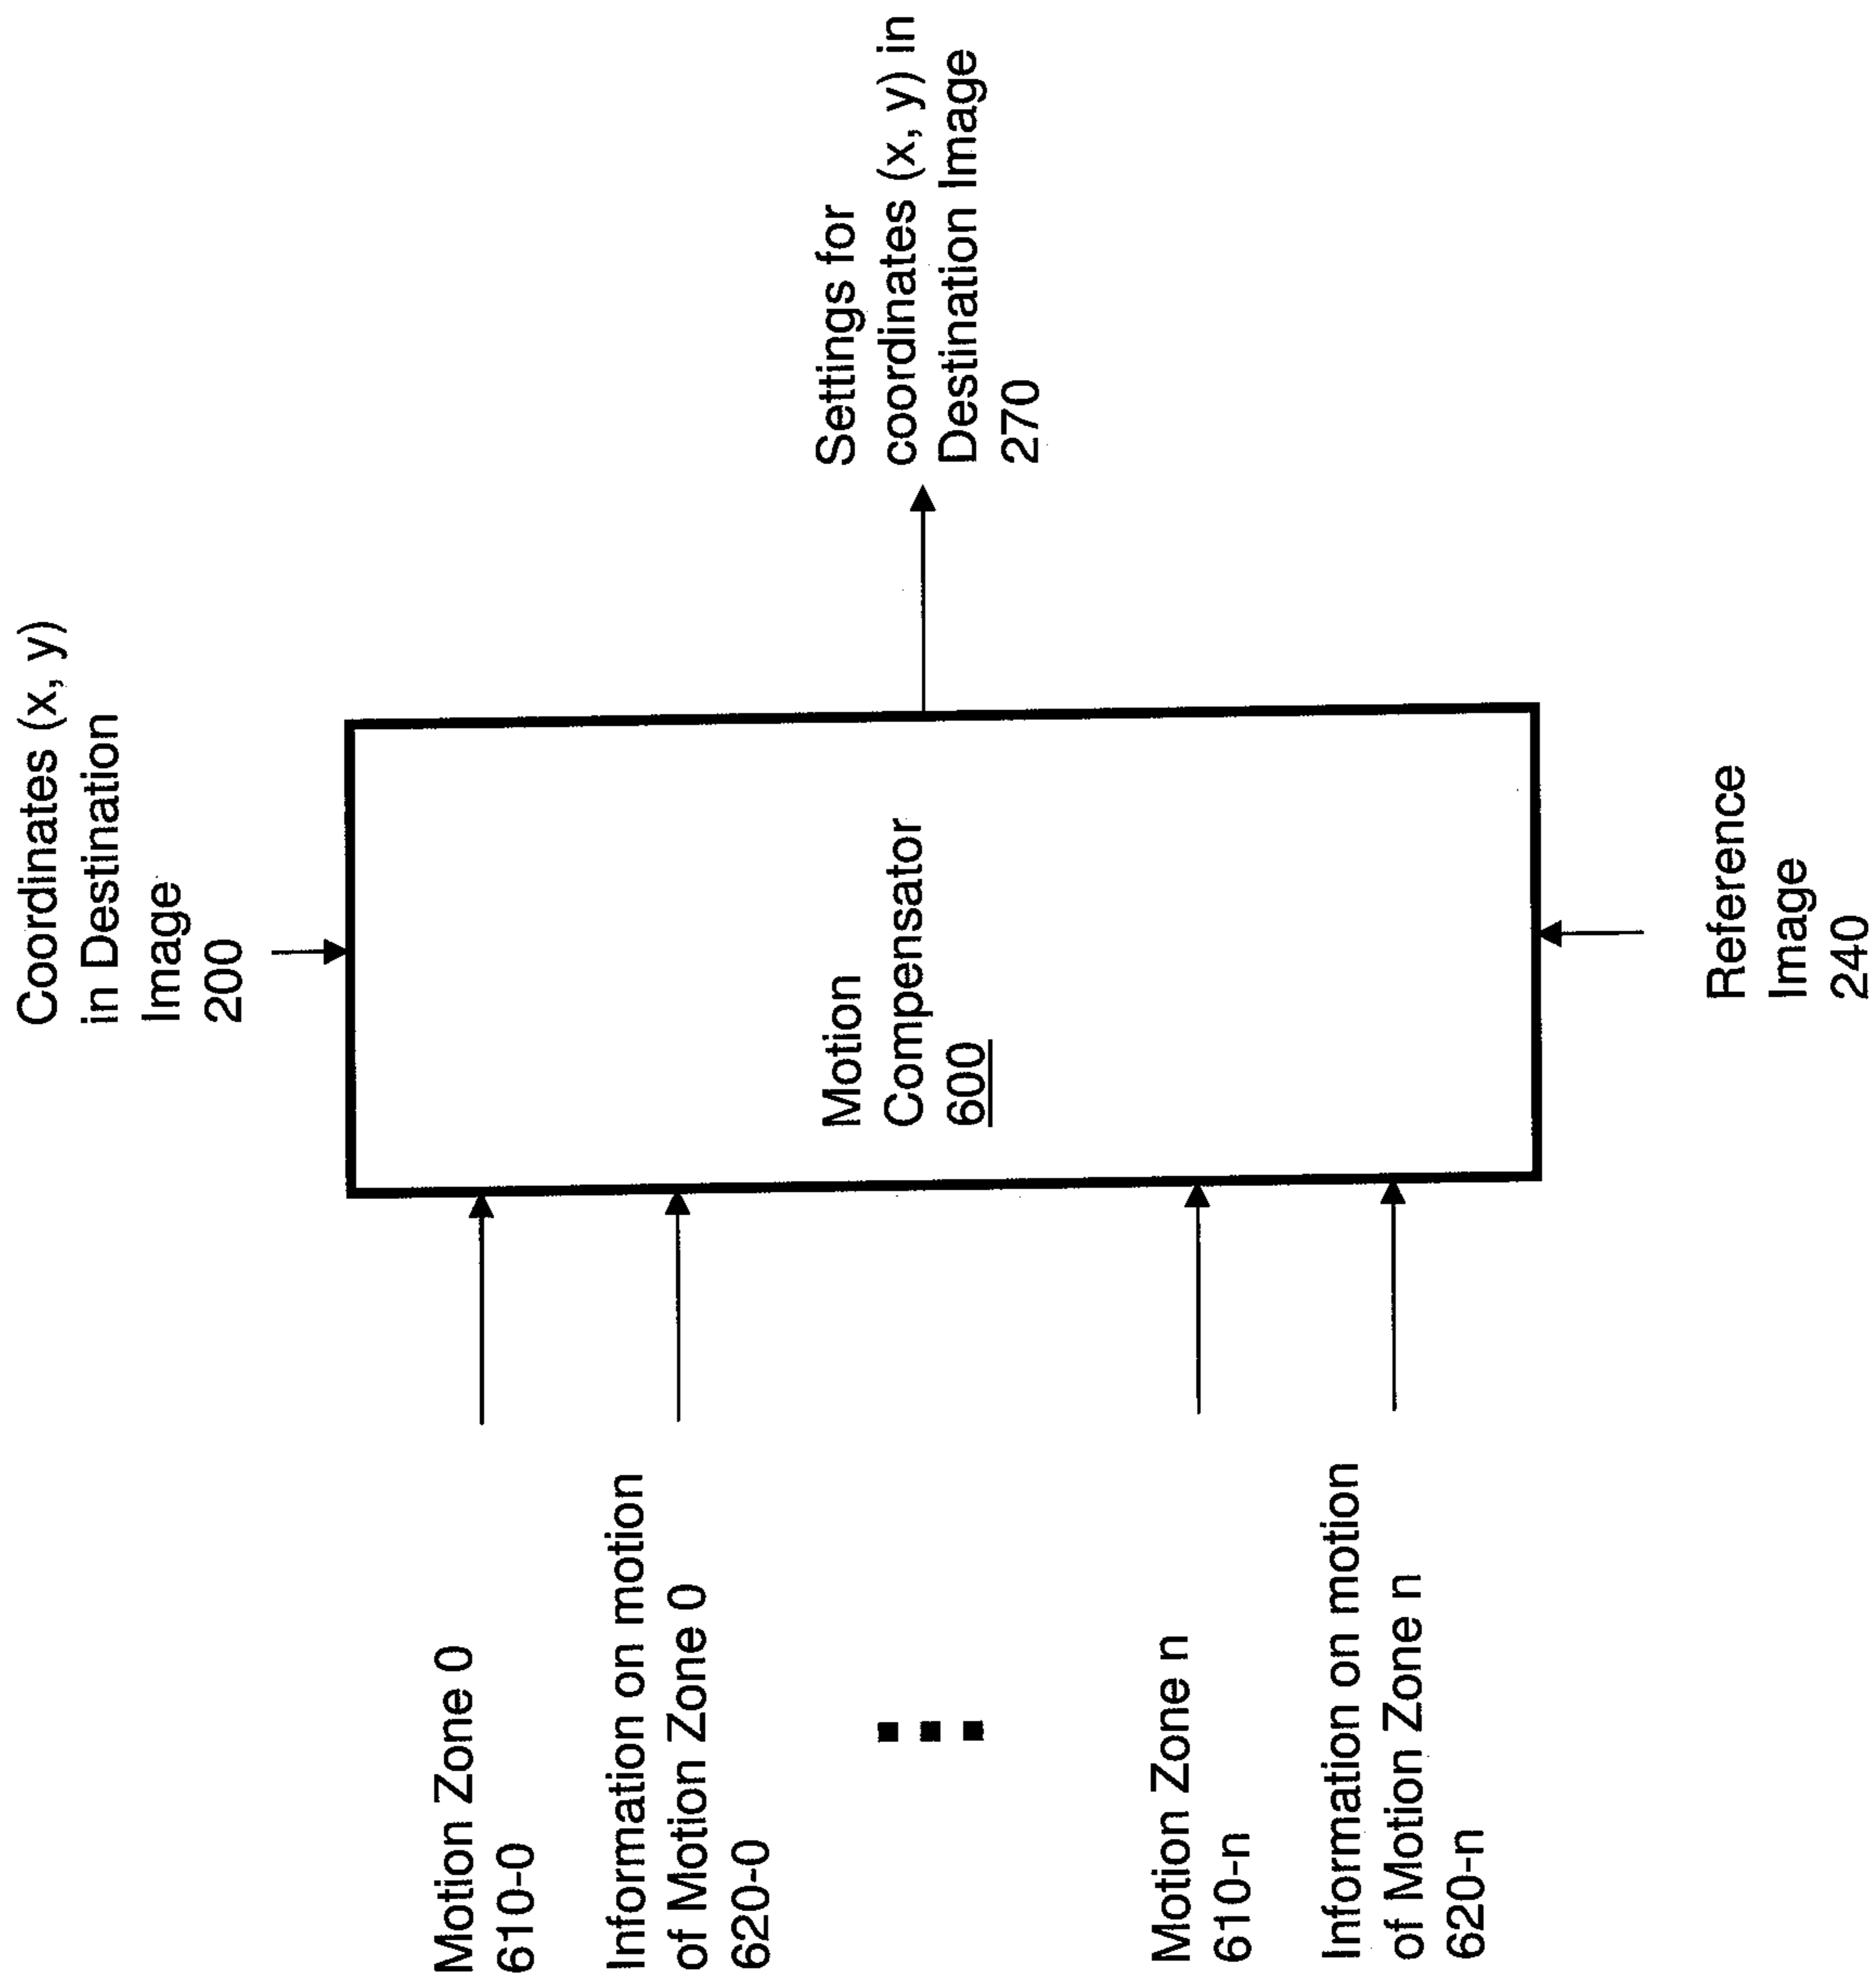 Coordinates (x, y)
in Destination
Image
200
Motion Zone 0
610-0
Information on motion
of Motion Zone 0
620-0
Motion
Compensator
600
Settings for
coordinates (x, y) in
Destination Image
270
Motion Zone n
610-n
Information on motion
of Motion Zone n
620-n
Reference
Image
240